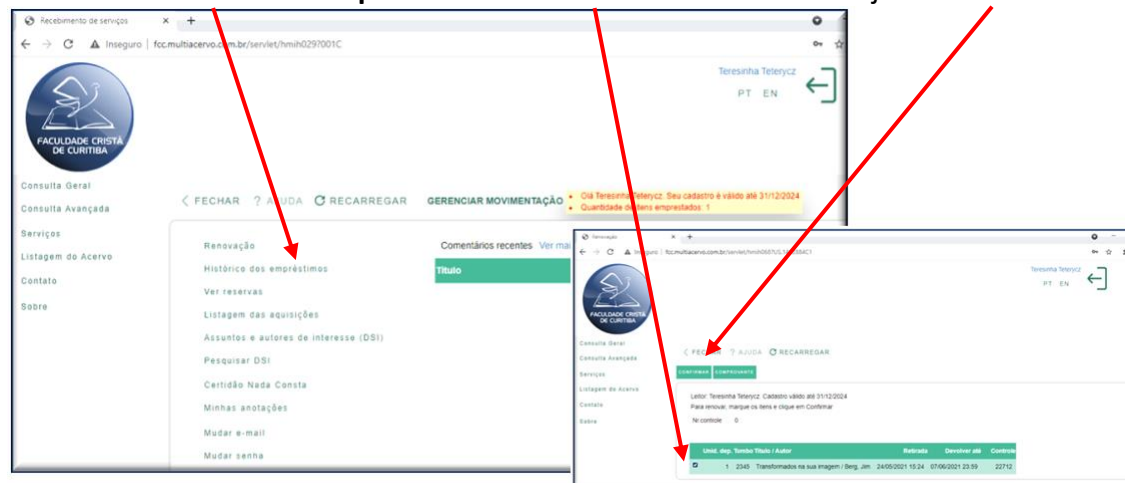 Recebimento de serviços
Inseguro | fcc.multiacervo.com.br/servlet/hmih029?001C
Teresinha Teterycz
PT EN
FACULDADE CRISTÃ
DE CURITIBA
Consulta Geral
Consulta Avançada
Serviços
Listagem do Acervo
Contato
Sobre
FECHAR ? AJUDA RECARREGAR GERENCIAR MOVIMENTAÇÃO
Olá Teresinha Teterycz. Seu cadastro é válido até 31/12/2024
Quantidade de itens emprestados: 1
Renovação
Histórico dos empréstimos
Ver reservas
Listagem das aquisições
Assuntos e autores de interesse (DSI)
Pesquisar DSI
Certidão Nada Consta
Minhas anotações
Mudar e-mail
Mudar senha
Comentários recentes Ver mai
Título
Renovação
Inseguro
Teresinha Teterycz
PT EN
FACULDADE CRISTÃ
DE CURITIBA
Consulta Geral
Consulta Avançada
Serviços
Listagem do Acervo
Contato
Sobre
FECHAR ? AJUDA RECARREGAR
CONFIRMAR COMPROVANTE
Leitor: Teresinha Teterycz. Cadastro válido até 31/12/2024
Para renovar, marque os itens e clique em Confirmar
Nr.controle 0
Unid. dep. Tombo Título / Autor Retirada Devolver até Controle
1 2345 Transformados na sua imagem / Berg, Jim 24/05/2021 15:24 07/06/2021 23:59 22712